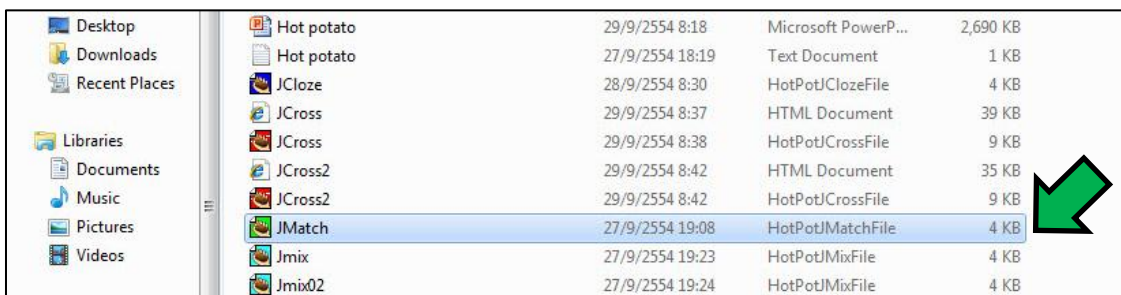 Desktop
Downloads
Recent Places
Libraries
Documents
Music
Pictures
Videos
Hot potato 29/9/2554 8:18 Microsoft PowerP... 2,690 KB
Hot potato 27/9/2554 18:19 Text Document 1 KB
JCloze 28/9/2554 8:30 HotPotJClozeFile 4 KB
JCross 29/9/2554 8:37 HTML Document 39 KB
JCross 29/9/2554 8:38 HotPotJCrossFile 9 KB
JCross2 29/9/2554 8:42 HTML Document 35 KB
JCross2 29/9/2554 8:42 HotPotJCrossFile 9 KB
JMatch 27/9/2554 19:08 HotPotJMatchFile 4 KB
Jmix 27/9/2554 19:23 HotPotJMixFile 4 KB
Jmix02 27/9/2554 19:24 HotPotJMixFile 4 KB